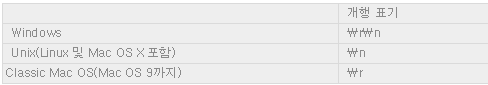 개행 표기
Windows ₩r₩n
Unix(Linux 및 Mac OS X 포함) ₩n
Classic Mac OS(Mac OS 9까지) ₩r